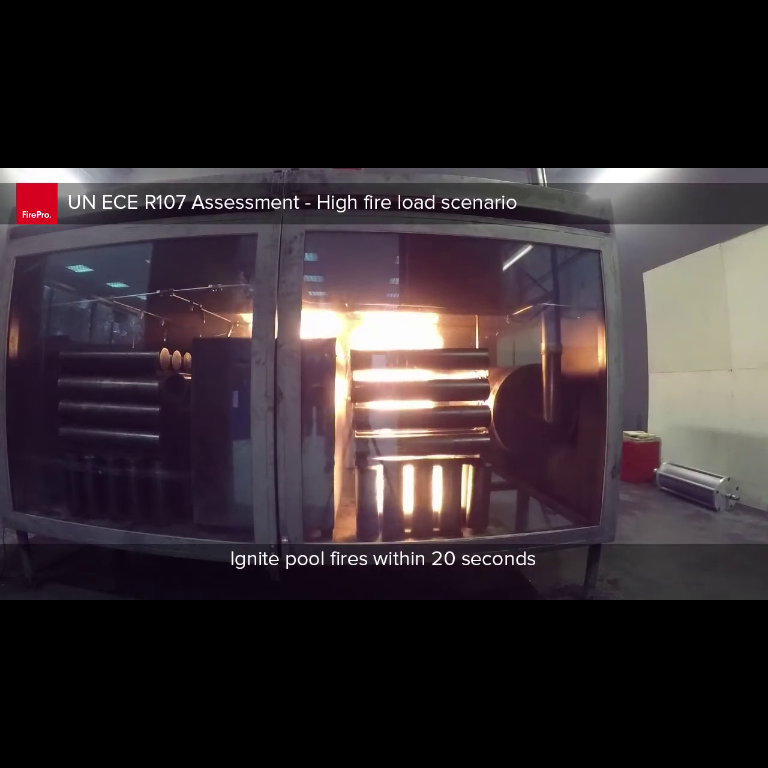 UN ECE R107 Assessment - High fire load scenario
FirePro.
Ignite pool fires within 20 seconds